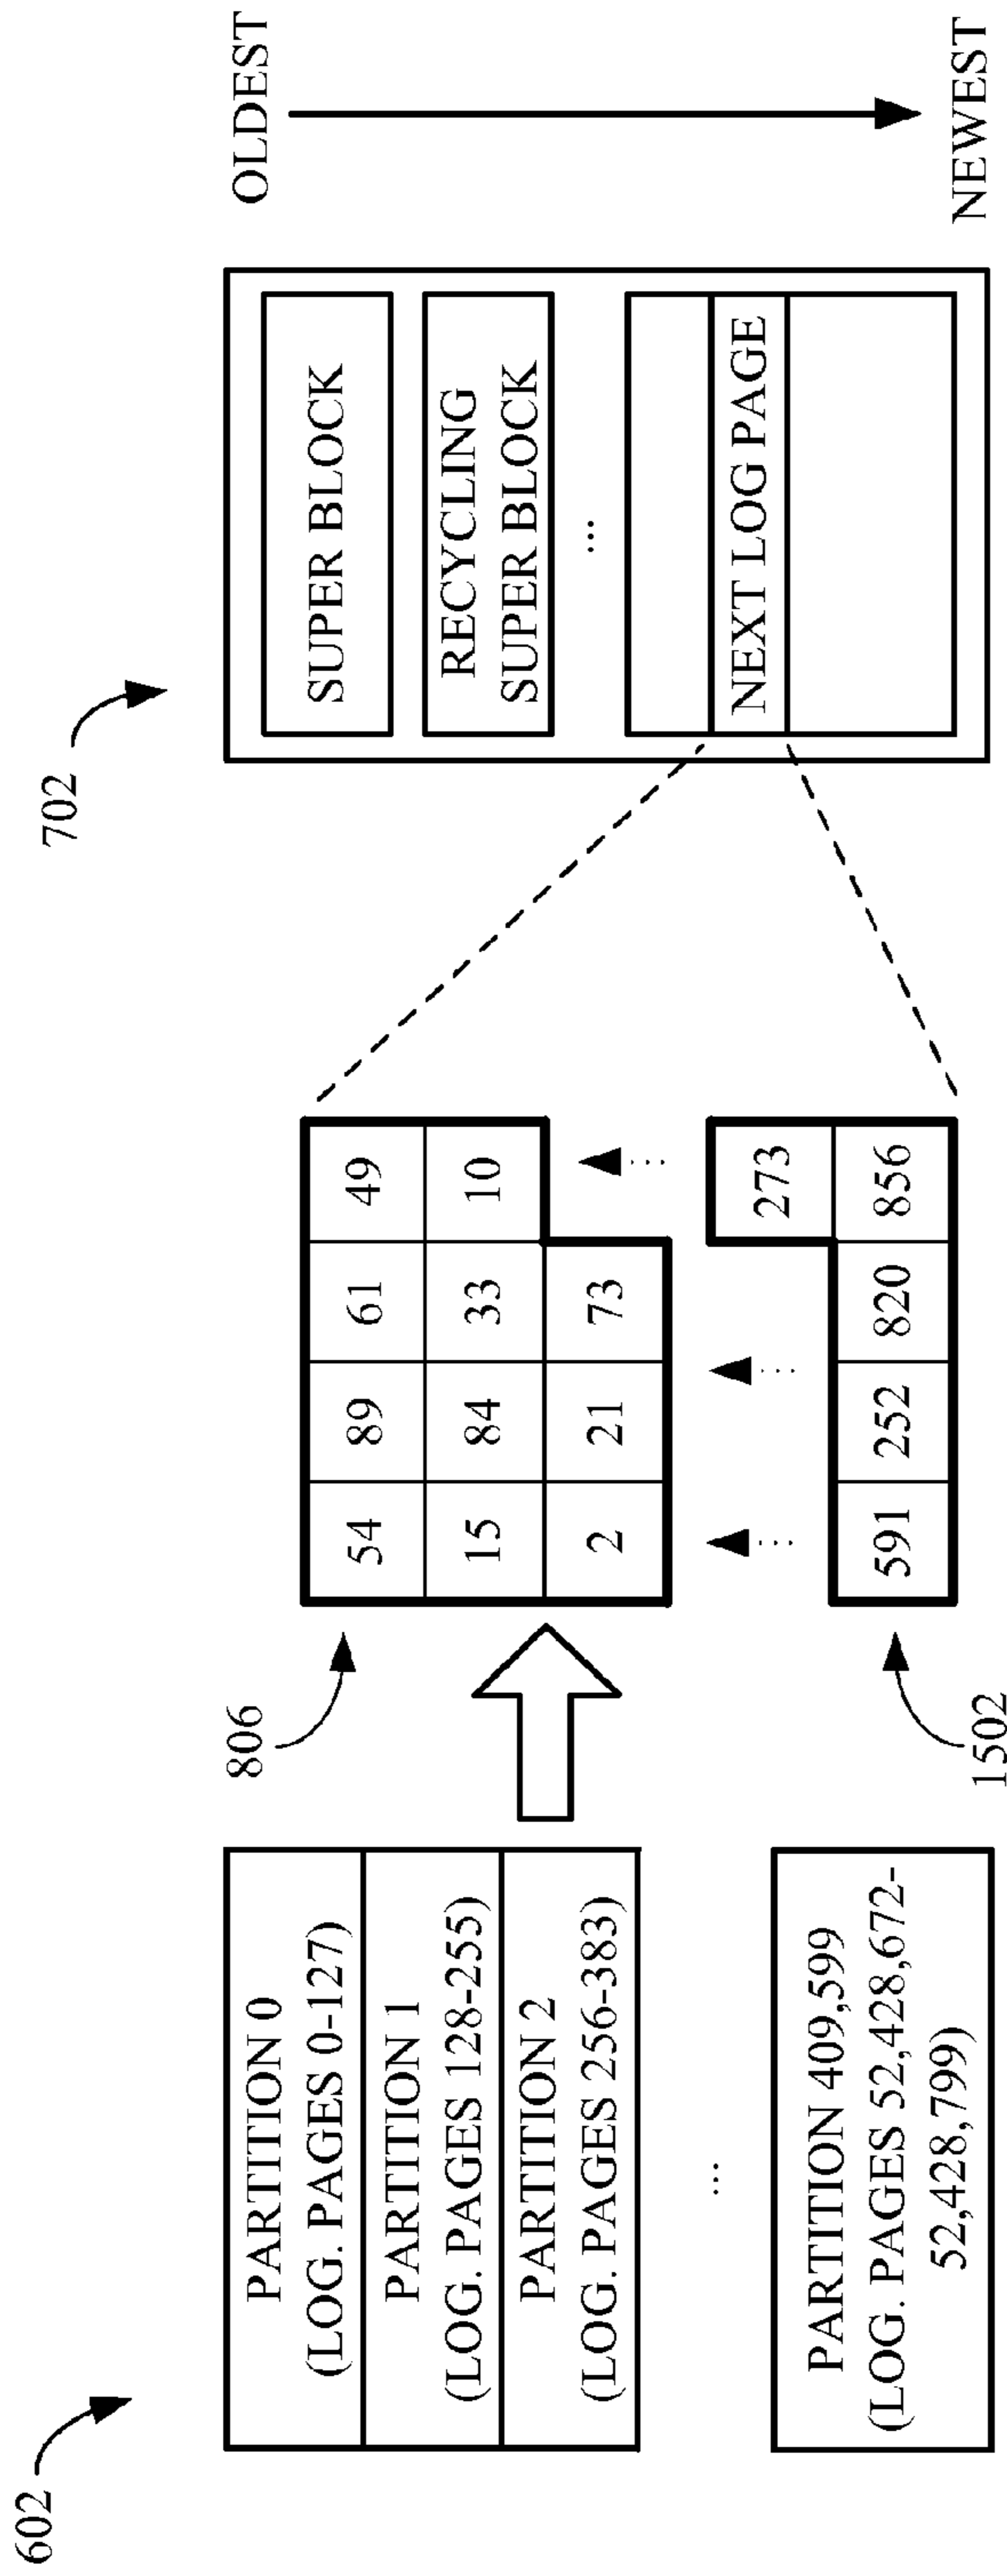 602
PARTITION 0
(LOG. PAGES 0-127)
PARTITION 1
(LOG. PAGES 128-255)
PARTITION 2
(LOG. PAGES 256-383)
...
PARTITION 409,599
(LOG. PAGES 52,428,672-
52,428,799)
806
54 89 61 49
15 84 33 10
2 21 73
273
591 252 820 856
1502
702
SUPER BLOCK
RECYCLING
SUPER BLOCK
...
NEXT LOG PAGE
OLDEST
NEWEST